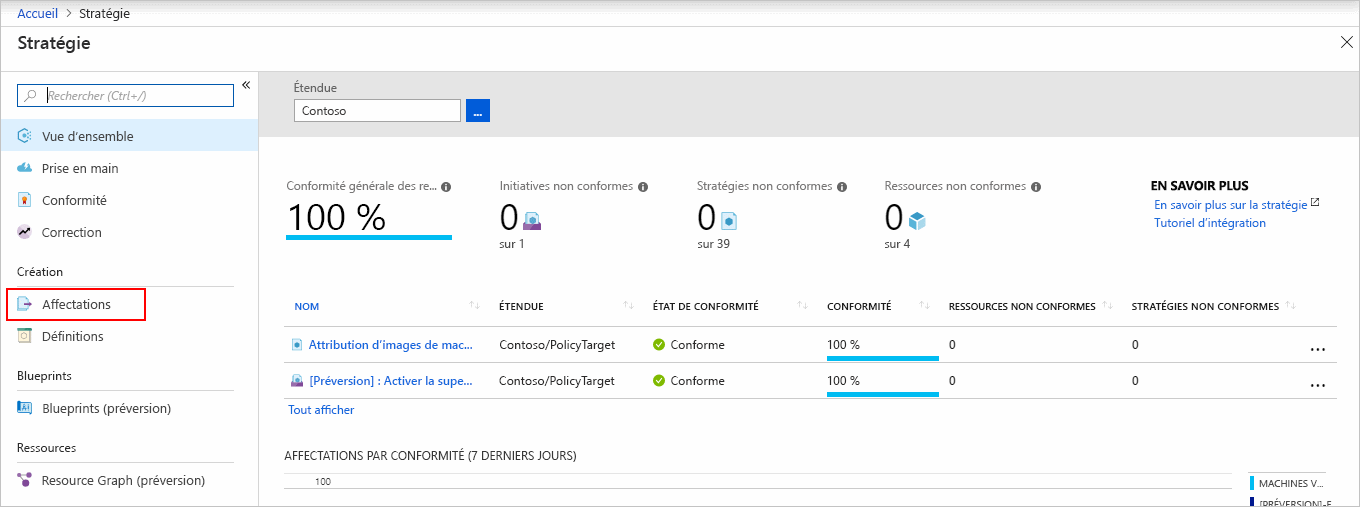 Accueil > Stratégie
Stratégie
Rechercher (Ctrl+/)
«
Vue d'ensemble
Prise en main
Conformité
Correction
Création
Affectations
Définitions
Blueprints
Blueprints (préversion)
Ressources
Resource Graph (préversion)
Étendue
Contoso
...
Conformité générale des re...
100 %
Initiatives non conformes
0
sur 1
Stratégies non conformes
0
sur 39
Ressources non conformes
0
sur 4
EN SAVOIR PLUS
En savoir plus sur la stratégie
Tutoriel d'intégration
NOM ÉTENDUE ÉTAT DE CONFORMITÉ CONFORMITÉ RESSOURCES NON CONFORMES STRATÉGIES NON CONFORMES
Attribution d'images de mac... Contoso/PolicyTarget Conforme 100 % 0 0 ...
[Préversion] : Activer la supe... Contoso/PolicyTarget Conforme 100 % 0 0 ...
Tout afficher
AFFECTATIONS PAR CONFORMITÉ (7 DERNIERS JOURS)
100
MACHINES V...